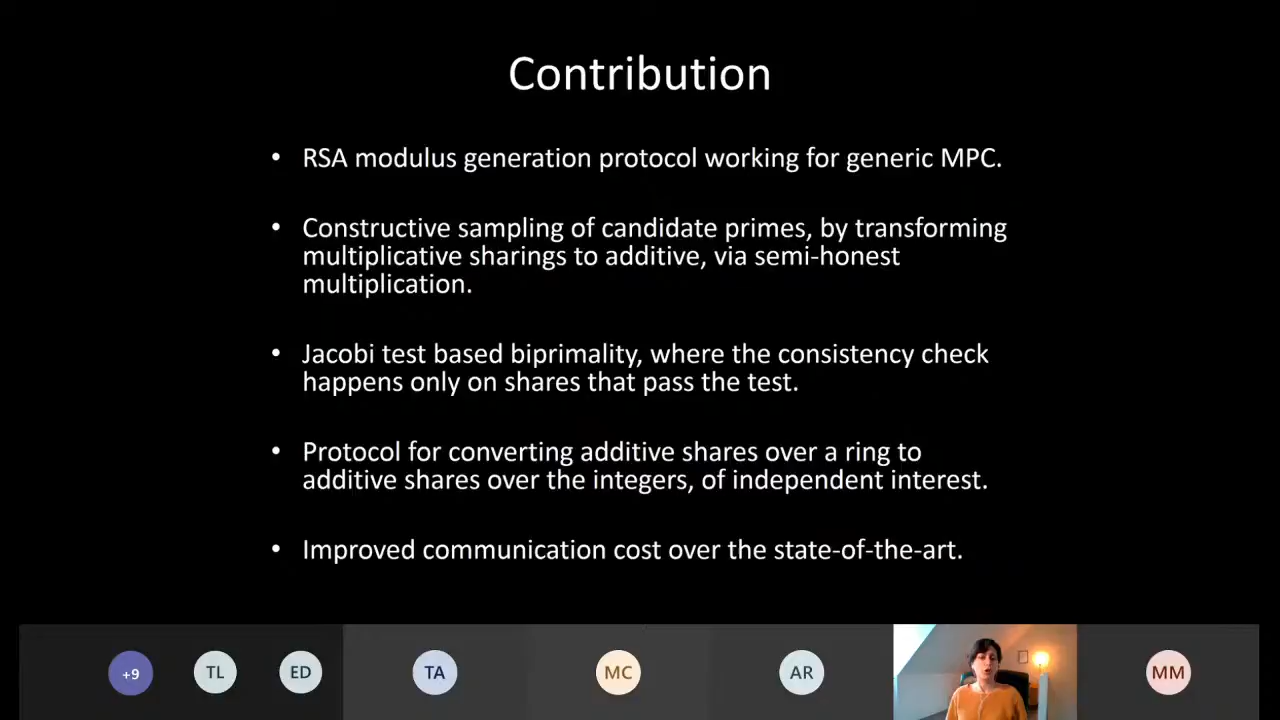 Contribution
• RSA modulus generation protocol working for generic MPC.
• Constructive sampling of candidate primes, by transforming
multiplicative sharings to additive, via semi-honest
multiplication.
• Jacobi test based biprimality, where the consistency check
happens only on shares that pass the test.
• Protocol for converting additive shares over a ring to
additive shares over the integers, of independent interest.
• Improved communication cost over the state-of-the-art.
+9 TL ED TA MC AR MM